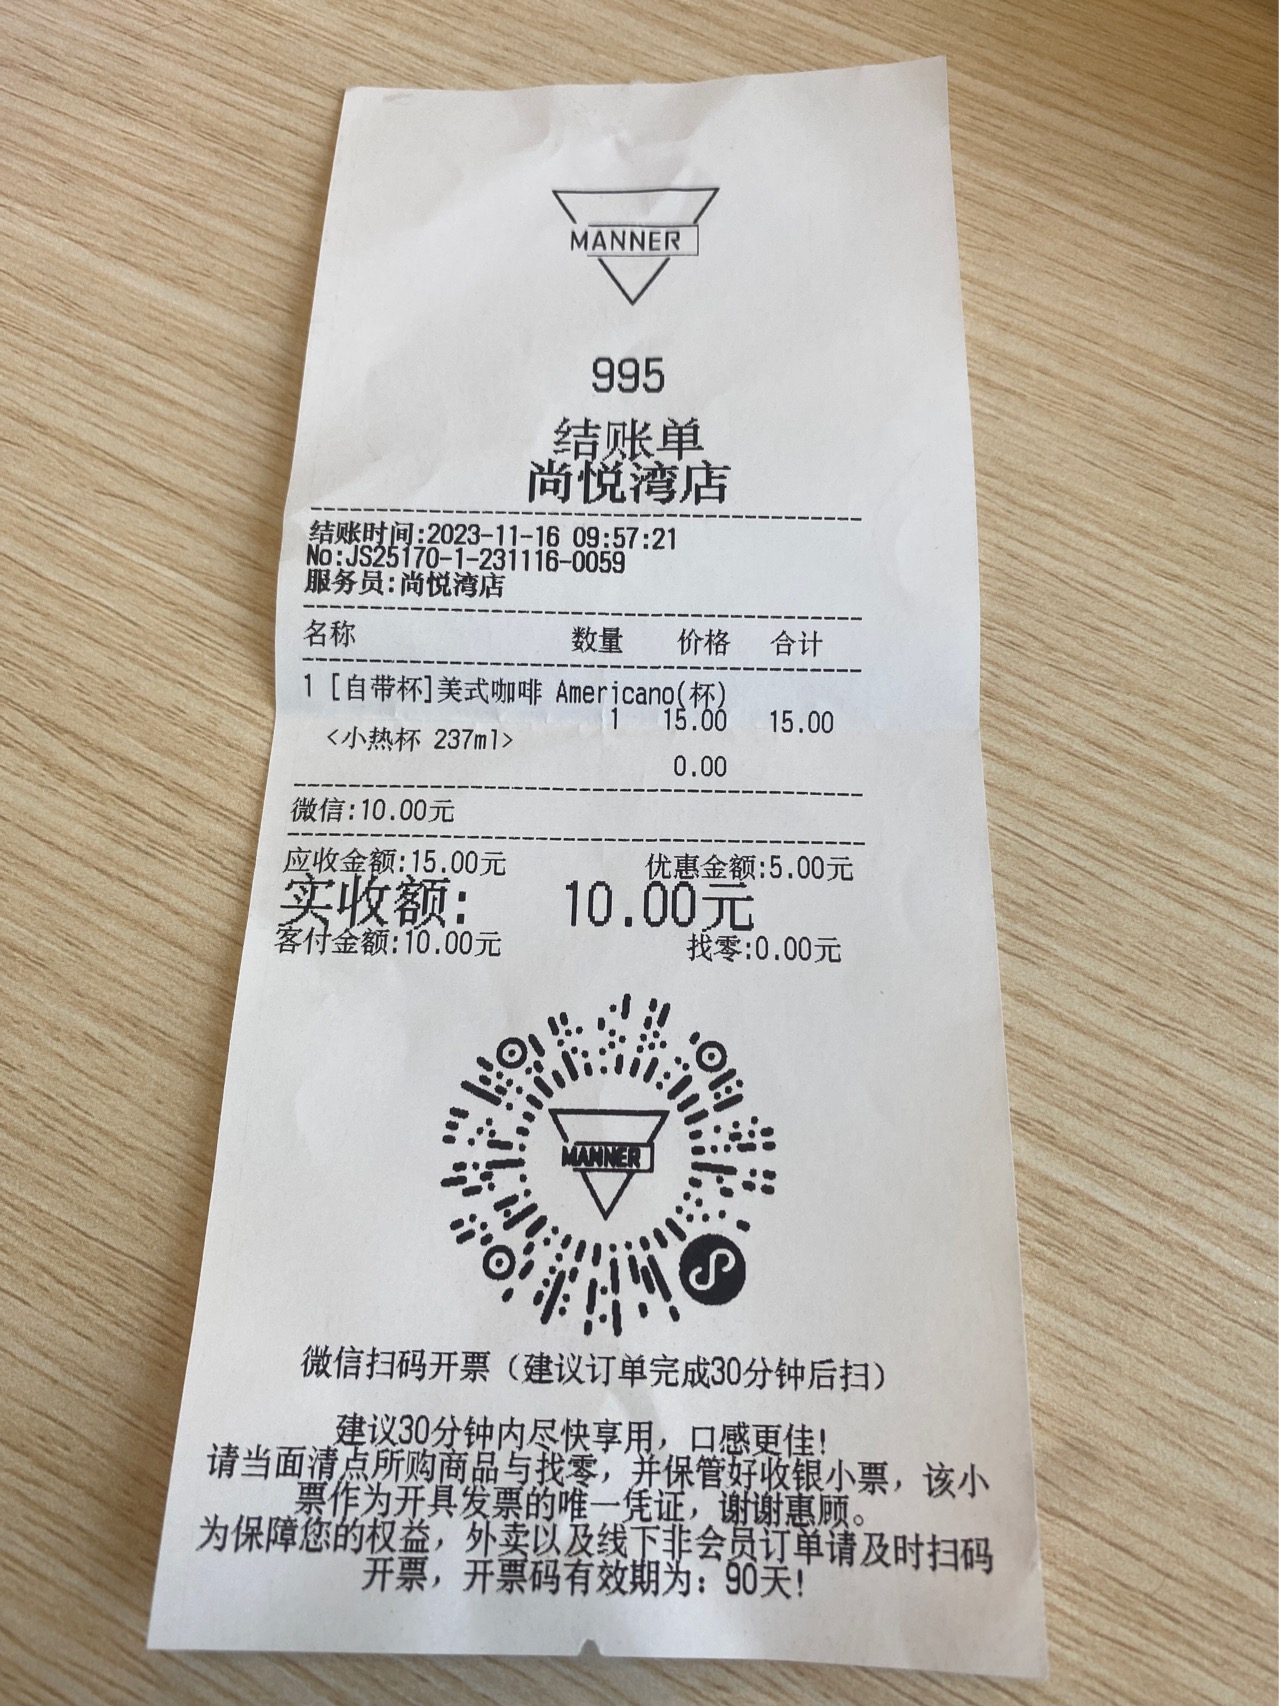 MANNER
995
结账单
尚悦湾店
结账时间:2023-11-16 09:57:21
No:JS25170-1-231116-0059
服务员:尚悦湾店
名称 数量 价格 合计
1 [自带杯]美式咖啡 Americano(杯)
1 15.00 15.00
<小热杯 237ml>
0.00
微信:10.00元
应收金额:15.00元 优惠金额:5.00元
实收额: 10.00元
客付金额:10.00元 找零:0.00元
MANNER
微信扫码开票（建议订单完成30分钟后扫）
建议30分钟内尽快享用，口感更佳!
请当面清点所购商品与找零，并保管好收银小票，该小
票作为开具发票的唯一凭证，谢谢惠顾。
为保障您的权益，外卖以及线下非会员订单请及时扫码
开票，开票码有效期为: 90天!